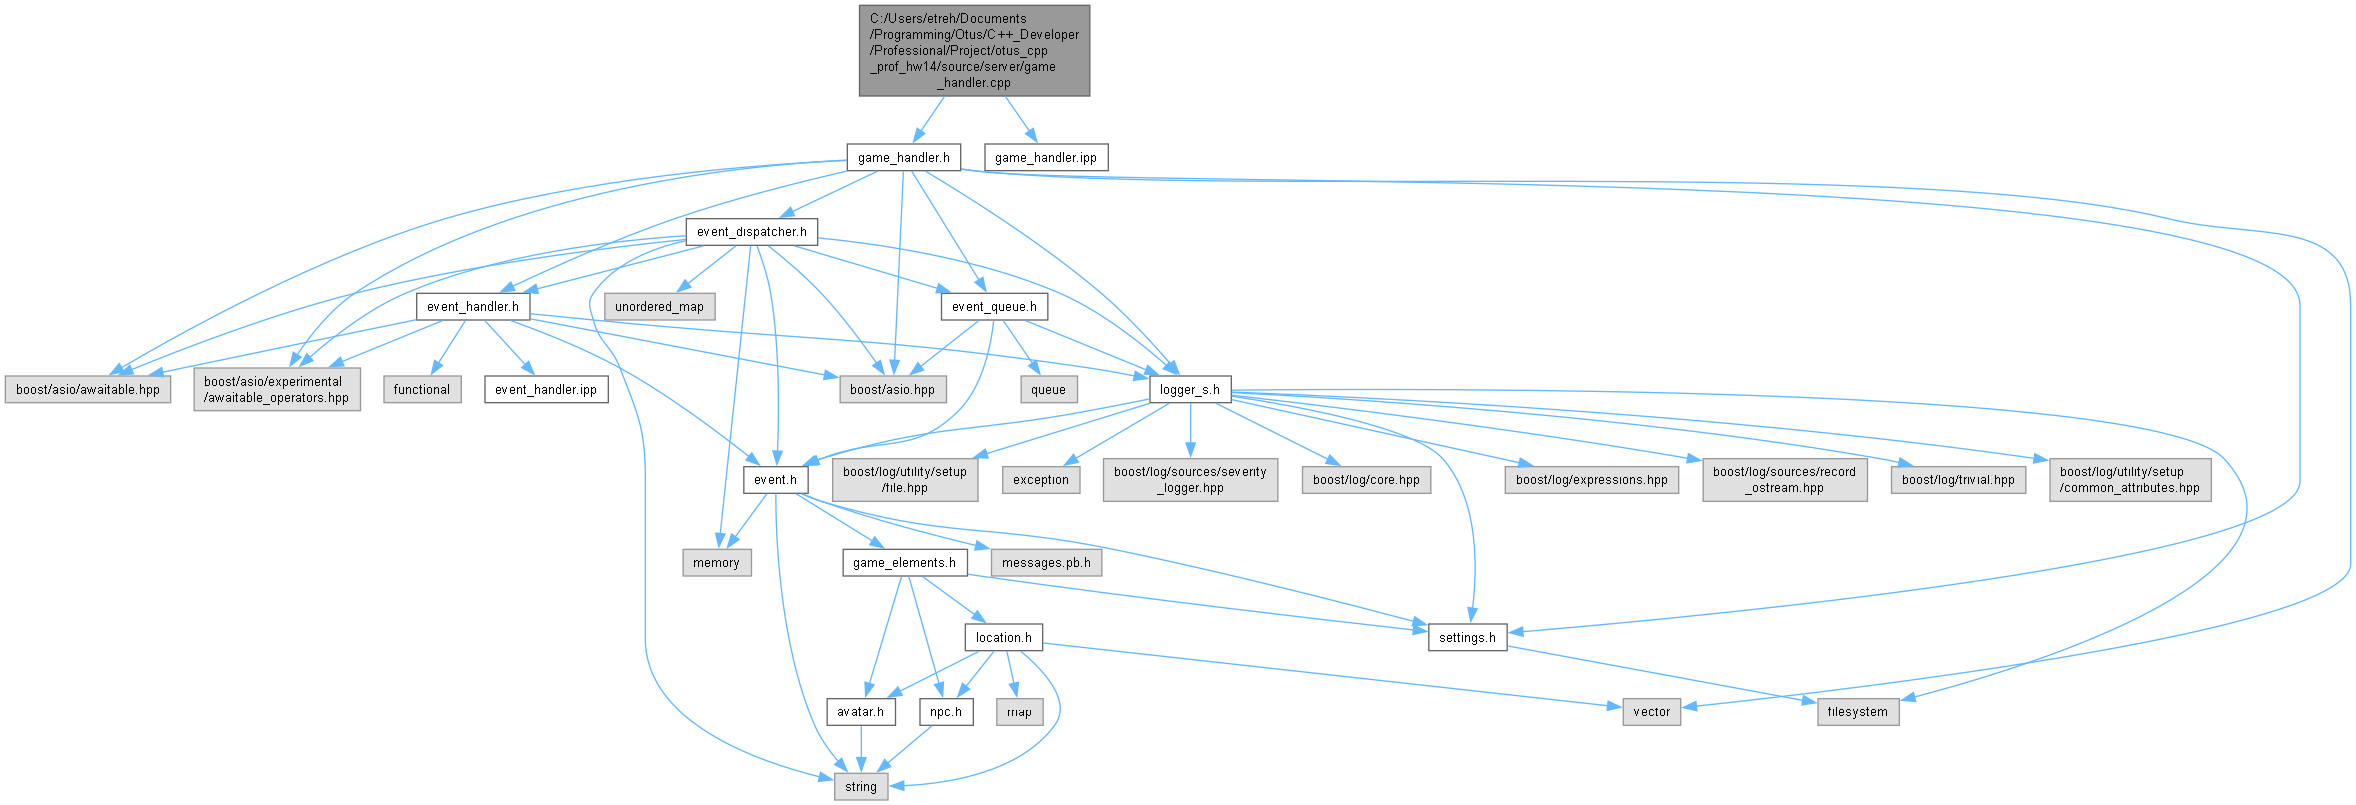 C:/Users/etreh/Documents
/Programming/Otus/C++_Developer
/Professional/Project/otus_cpp
_prof_hw14/source/server/game
_handler.cpp
game_handler.h
game_handler.ipp
event_dispatcher.h
event_handler.h
unordered_map
event_queue.h
boost/asio/awaitable.hpp
boost/asio/experimental
/awaitable_operators.hpp
functional
event_handler.ipp
boost/asio.hpp
queue
logger_s.h
event.h
boost/log/utility/setup
/file.hpp
exception
boost/log/sources/severity
_logger.hpp
boost/log/core.hpp
boost/log/expressions.hpp
boost/log/sources/record
_ostream.hpp
boost/log/trivial.hpp
boost/log/utility/setup
/common_attributes.hpp
memory
game_elements.h
messages.pb.h
location.h
settings.h
avatar.h
npc.h
map
vector
filesystem
string